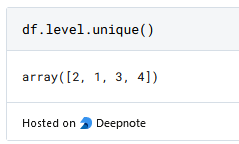 df.level.unique()
array([2, 1, 3, 4])
Hosted on Deepnote